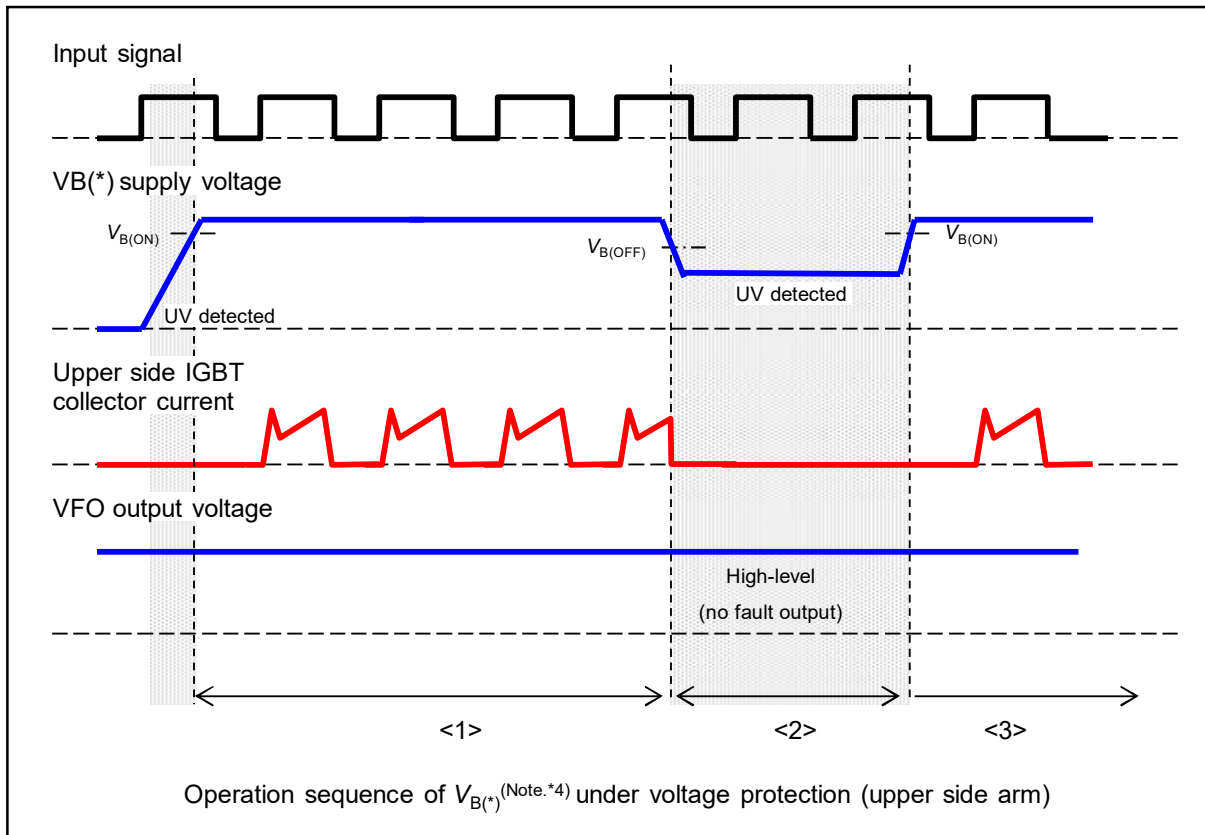 Input signal
VB(*) supply voltage
VB(ON)
VB(OFF)
VB(ON)
UV detected
UV detected
Upper side IGBT
collector current
VFO output voltage
High-level
(no fault output)
<1>
<2>
<3>
Operation sequence of VB(*)(Note.*4) under voltage protection (upper side arm)